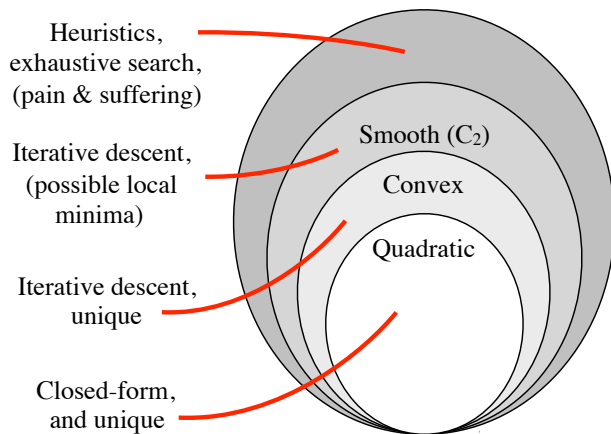 Heuristics,
exhaustive search,
(pain & suffering)
Smooth (C₂)
Iterative descent,
(possible local
minima)
Convex
Quadratic
Iterative descent,
unique
Closed-form,
and unique